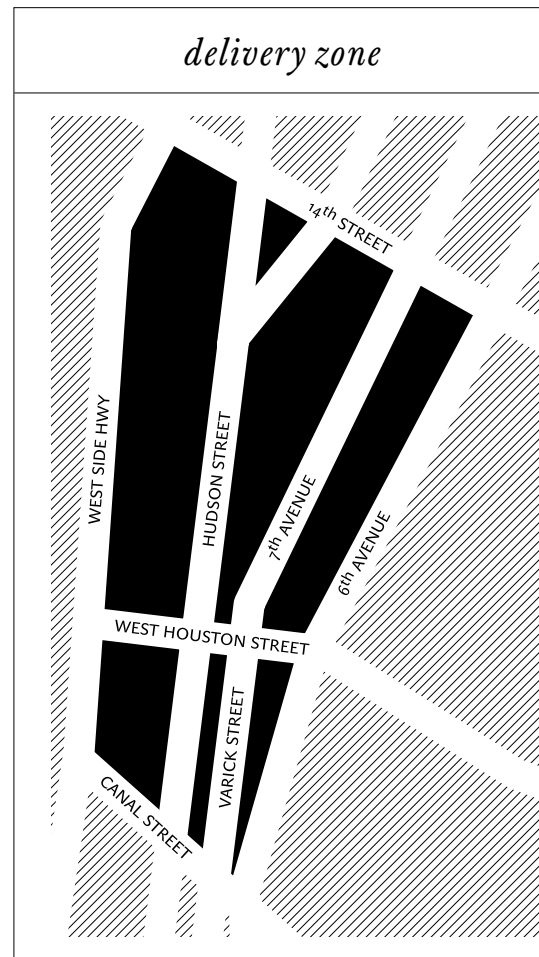 delivery zone
14th STREET
WEST SIDE HWY
HUDSON STREET
7th AVENUE
6th AVENUE
WEST HOUSTON STREET
VARICK STREET
CANAL STREET